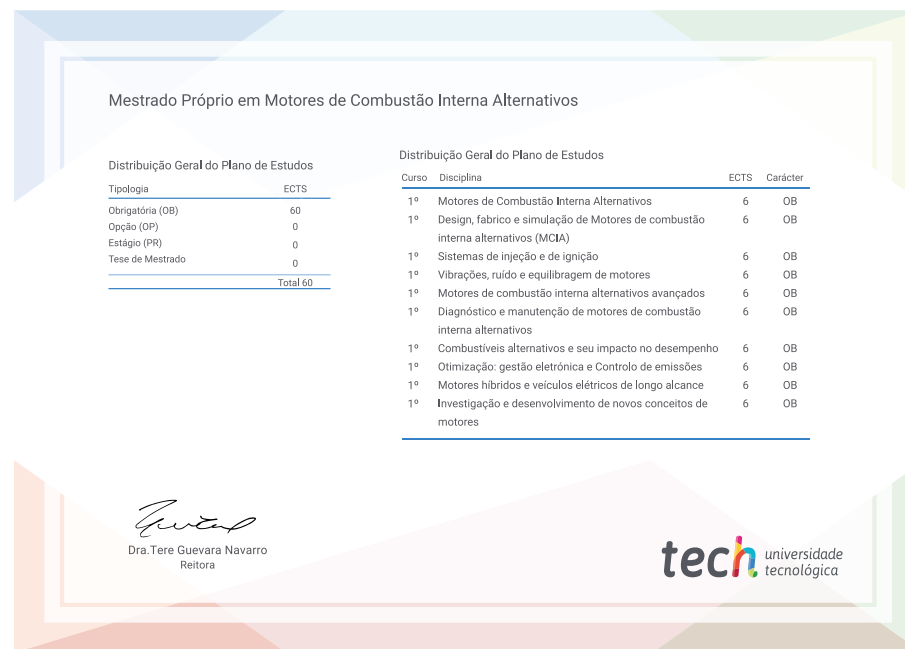 Mestrado Próprio em Motores de Combustão Interna Alternativos
Distribuição Geral do Plano de Estudos
Tipologia ECTS
Obrigatória (OB) 60
Opção (OP) 0
Estágio (PR) 0
Tese de Mestrado 0
Total 60
Distribuição Geral do Plano de Estudos
Curso Disciplina ECTS Carácter
1º Motores de Combustão Interna Alternativos 6 OB
1º Design, fabrico e simulação de Motores de combustão 6 OB
interna alternativos (MCIA)
1º Sistemas de injeção e de ignição 6 OB
1º Vibrações, ruído e equilibragem de motores 6 OB
1º Motores de combustão interna alternativos avançados 6 OB
1º Diagnóstico e manutenção de motores de combustão 6 OB
interna alternativos
1º Combustíveis alternativos e seu impacto no desempenho 6 OB
1º Otimização: gestão eletrónica e Controlo de emissões 6 OB
1º Motores híbridos e veículos elétricos de longo alcance 6 OB
1º Investigação e desenvolvimento de novos conceitos de 6 OB
motores
Dra.Tere Guevara Navarro
Reitora
tech universidade
tecnológica